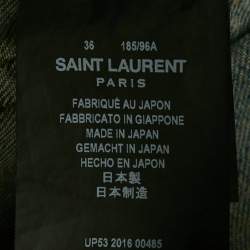 36 185/96A
SAINT LAURENT
PARIS
FABRIQUÉ AU JAPON
FABBRICATO IN GIAPPONE
MADE IN JAPAN
GEMACHT IN JAPAN
HECHO EN JAPON
日本製
日本制造
UP53 2016 00485